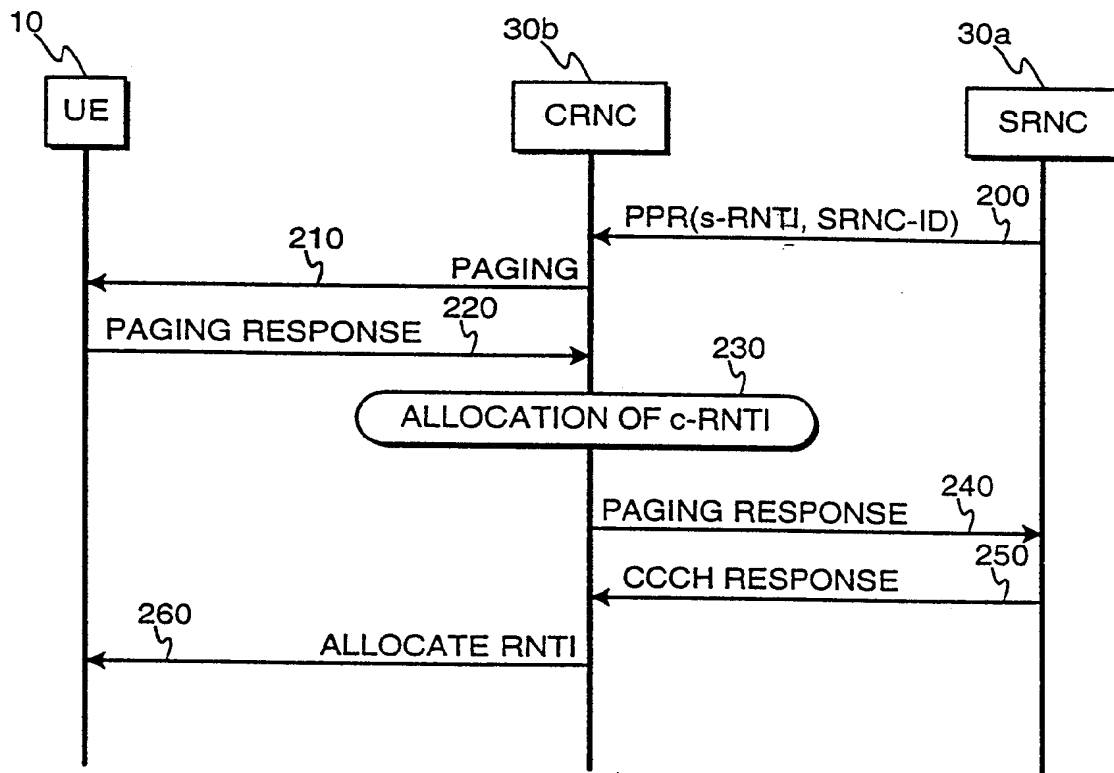 10
30b
30a
UE
CRNC
SRNC
PPR(s-RNTI, SRNC-ID)
200
210
PAGING
PAGING RESPONSE
220
230
ALLOCATION OF c-RNTI
PAGING RESPONSE
240
CCCH RESPONSE
250
260
ALLOCATE RNTI